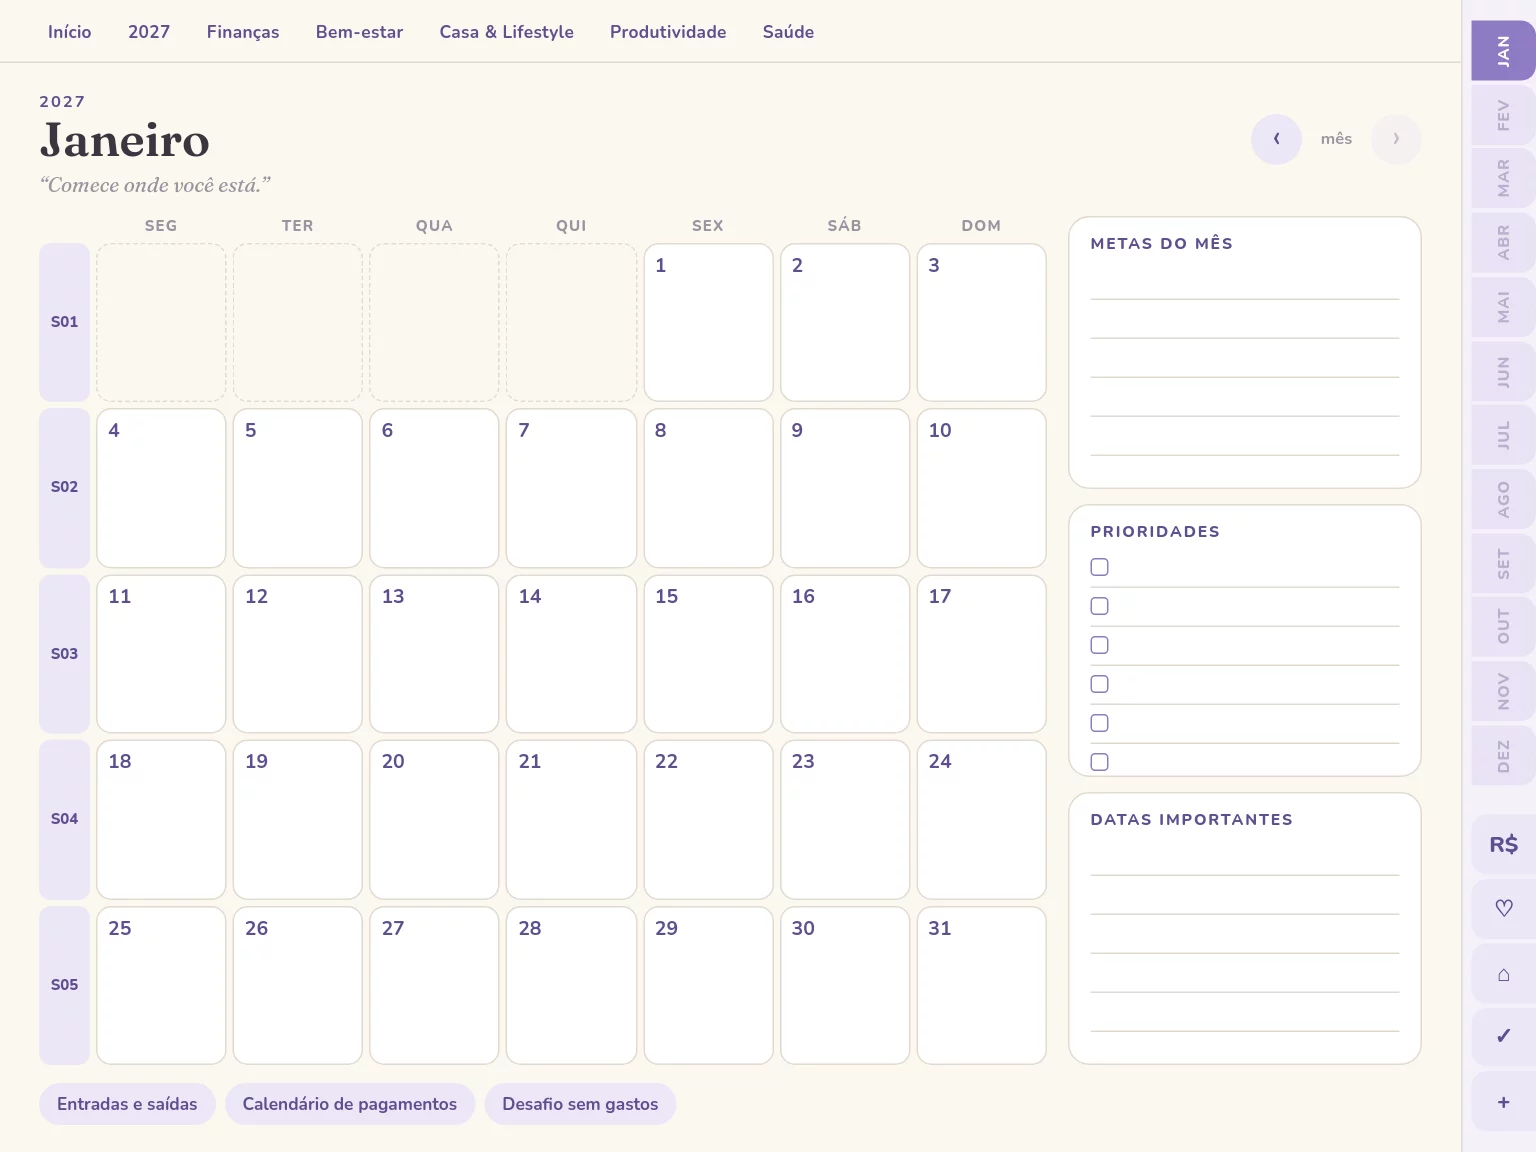 Início 2027 Finanças Bem-estar Casa & Lifestyle Produtividade Saúde
2027
Janeiro
“Comece onde você está.”
‹ mês ›
SEG TER QUA QUI SEX SÁB DOM
S01 1 2 3
S02 4 5 6 7 8 9 10
S03 11 12 13 14 15 16 17
S04 18 19 20 21 22 23 24
S05 25 26 27 28 29 30 31
METAS DO MÊS
PRIORIDADES
DATAS IMPORTANTES
Entradas e saídas Calendário de pagamentos Desafio sem gastos
JAN
FEV
MAR
ABR
MAI
JUN
JUL
AGO
SET
OUT
NOV
DEZ
R$
♡
⌂
✓
+